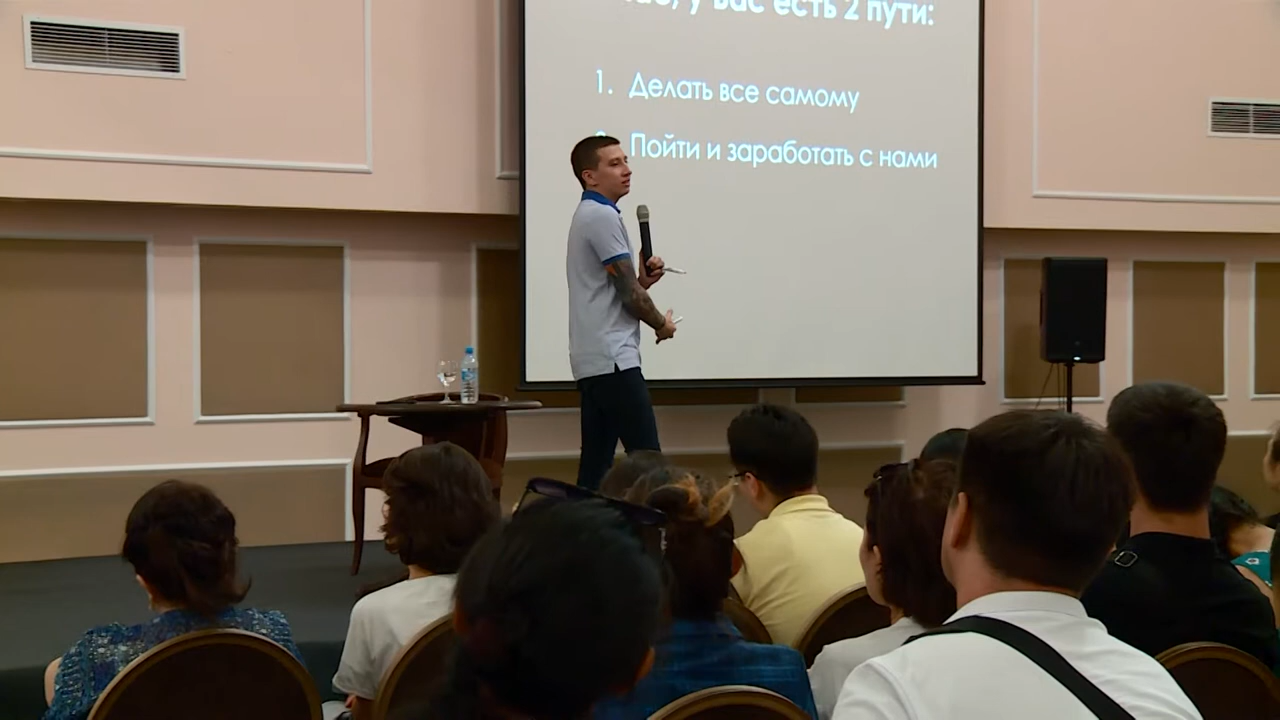 у вас есть 2 пути:
1. Делать все самому
Пойти и заработать с нами